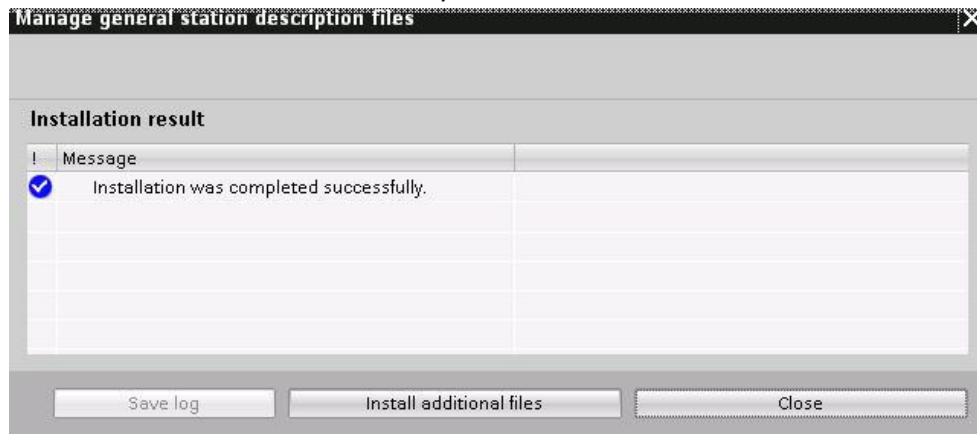 Manage general station description files
Installation result
! Message
Installation was completed successfully.
Save log Install additional files Close